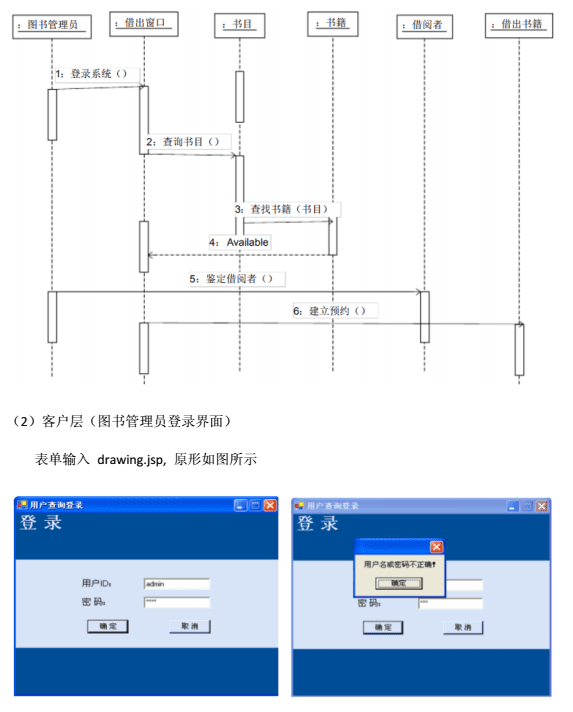 ：图书管理员
：借出窗口
：书目
：书籍
：借阅者
：借出书籍
1：登录系统（）
2：查询书目（）
3：查找书籍（书目）
4：Available
5：鉴定借阅者（）
6：建立预约（）
（2）客户层（图书管理员登录界面）
表单输入 drawing.jsp, 原形如图所示
用户查询登录
登 录
用户ID：
admin
密 码：
****
确 定
取 消
用户查询登录
登 录
用户名或密码不正确！
确定
密 码：
***
确 定
取 消